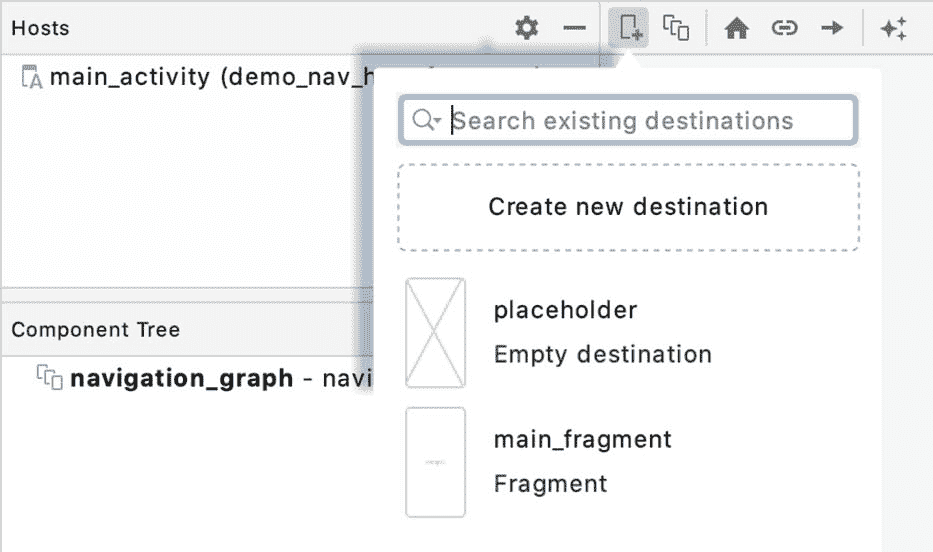 Hosts
main_activity (demo_nav_h
Search existing destinations
Create new destination
placeholder
Empty destination
Component Tree
navigation_graph - navi
main_fragment
Fragment